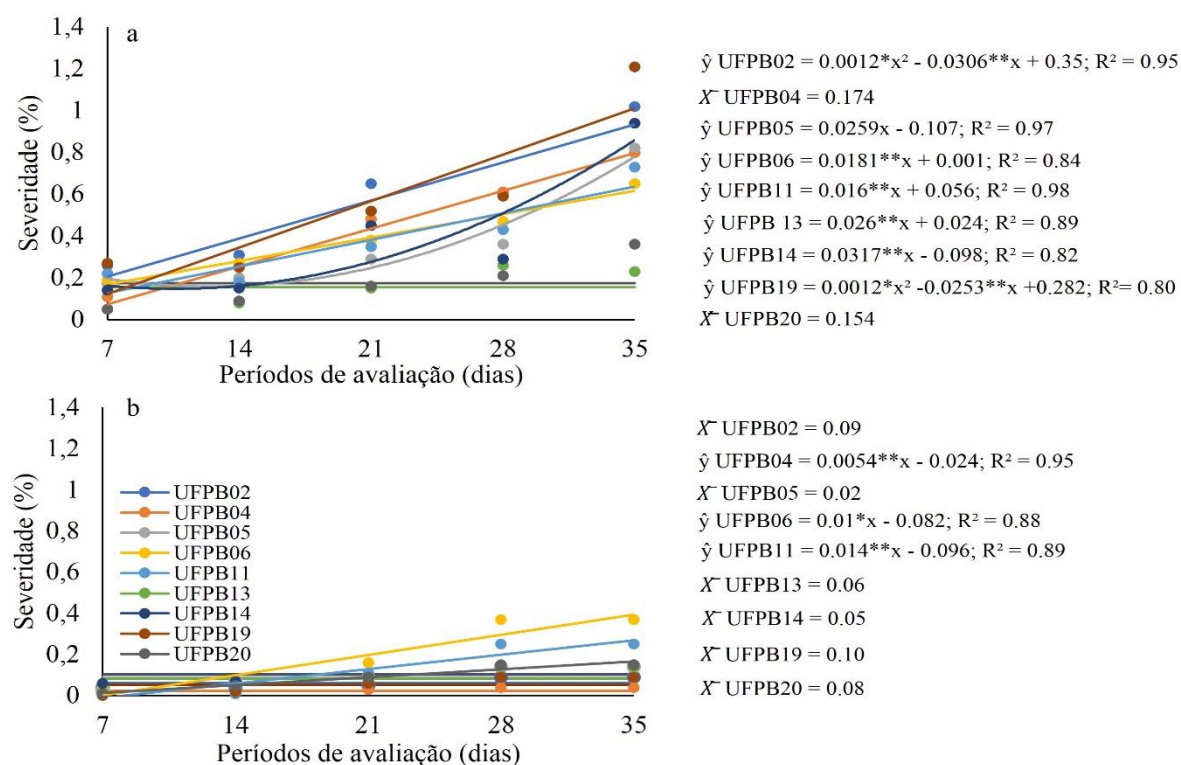 a
1,4
1,2
1
0,8
0,6
0,4
0,2
0
Severidade (%)
7 14 21 28 35
Períodos de avaliação (dias)
ŷ UFPB02 = 0.0012*x² - 0.0306**x + 0.35; R² = 0.95
X̄ UFPB04 = 0.174
ŷ UFPB05 = 0.0259x - 0.107; R² = 0.97
ŷ UFPB06 = 0.0181**x + 0.001; R² = 0.84
ŷ UFPB11 = 0.016**x + 0.056; R² = 0.98
ŷ UFPB 13 = 0.026**x + 0.024; R² = 0.89
ŷ UFPB14 = 0.0317**x - 0.098; R² = 0.82
ŷ UFPB19 = 0.0012*x² -0.0253**x +0.282; R²= 0.80
X̄ UFPB20 = 0.154
b
1,4
1,2
1
0,8
0,6
0,4
0,2
0
Severidade (%)
UFPB02
UFPB04
UFPB05
UFPB06
UFPB11
UFPB13
UFPB14
UFPB19
UFPB20
7 14 21 28 35
Períodos de avaliação (dias)
X̄ UFPB02 = 0.09
ŷ UFPB04 = 0.0054**x - 0.024; R² = 0.95
X̄ UFPB05 = 0.02
ŷ UFPB06 = 0.01*x - 0.082; R² = 0.88
ŷ UFPB11 = 0.014**x - 0.096; R² = 0.89
X̄ UFPB13 = 0.06
X̄ UFPB14 = 0.05
X̄ UFPB19 = 0.10
X̄ UFPB20 = 0.08